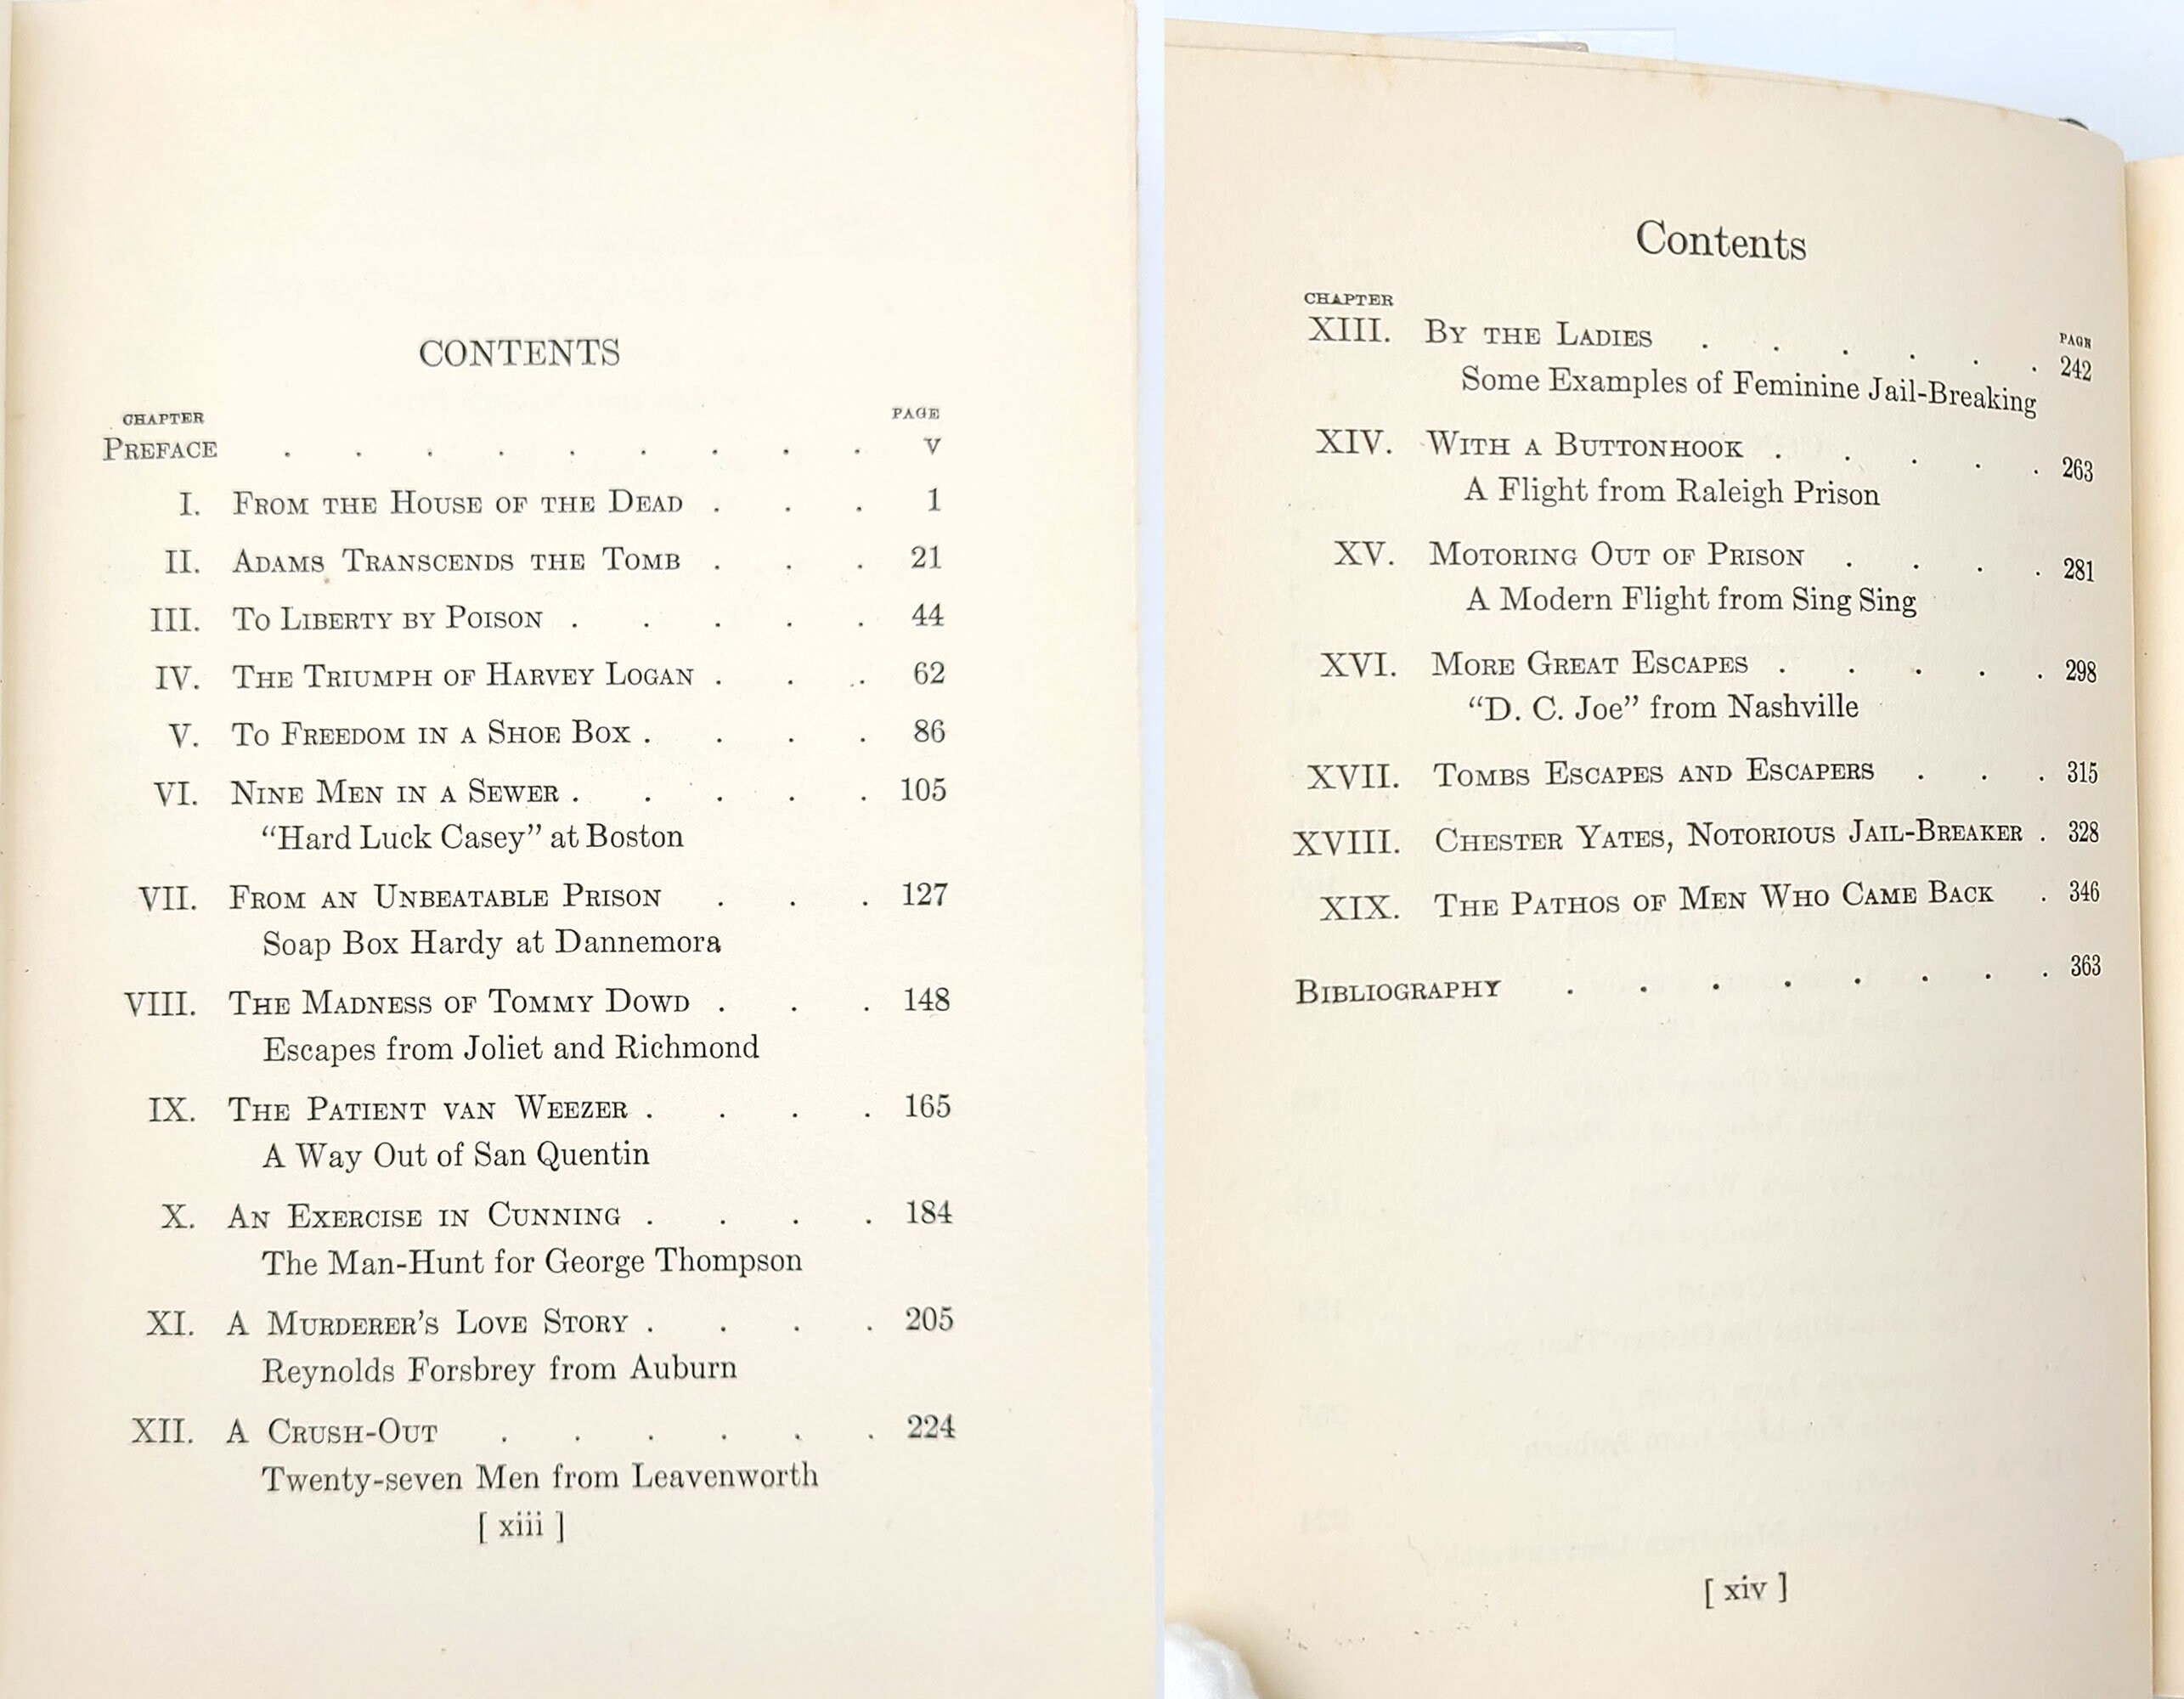 CONTENTS
CHAPTER PAGE
PREFACE . . . . . . . . . V
I. FROM THE HOUSE OF THE DEAD . . . 1
II. ADAMS TRANSCENDS THE TOMB . . . 21
III. TO LIBERTY BY POISON . . . . . 44
IV. THE TRIUMPH OF HARVEY LOGAN . . . 62
V. TO FREEDOM IN A SHOE BOX . . . . 86
VI. NINE MEN IN A SEWER . . . . . 105
“Hard Luck Casey” at Boston
VII. FROM AN UNBEATABLE PRISON . . . 127
Soap Box Hardy at Dannemora
VIII. THE MADNESS OF TOMMY DOWD . . . 148
Escapes from Joliet and Richmond
IX. THE PATIENT VAN WEEZER . . . . 165
A Way Out of San Quentin
X. AN EXERCISE IN CUNNING . . . . 184
The Man-Hunt for George Thompson
XI. A MURDERER’S LOVE STORY . . . . 205
Reynolds Forsbrey from Auburn
XII. A CRUSH-OUT . . . . . . 224
Twenty-seven Men from Leavenworth
[ xiii ]
Contents
CHAPTER PAGE
XIII. BY THE LADIES . . . . . . 242
Some Examples of Feminine Jail-Breaking
XIV. WITH A BUTTONHOOK . . . . . 263
A Flight from Raleigh Prison
XV. MOTORING OUT OF PRISON . . . . 281
A Modern Flight from Sing Sing
XVI. MORE GREAT ESCAPES . . . . . 298
“D. C. Joe” from Nashville
XVII. TOMBS ESCAPES AND ESCAPERS . . . 315
XVIII. CHESTER YATES, NOTORIOUS JAIL-BREAKER . 328
XIX. THE PATHOS OF MEN WHO CAME BACK . 346
BIBLIOGRAPHY . . . . . . . . 363
[ xiv ]